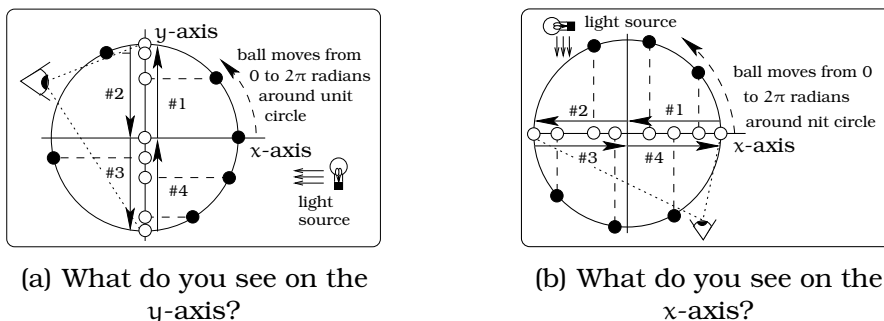 y-axis
ball moves from
0 to 2π radians
around unit
circle
#2
#1
x-axis
#3
#4
light
source
(a) What do you see on the
y-axis?
light source
ball moves from 0
to 2π radians
around nit circle
#2
#1
x-axis
#3
#4
(b) What do you see on the
x-axis?